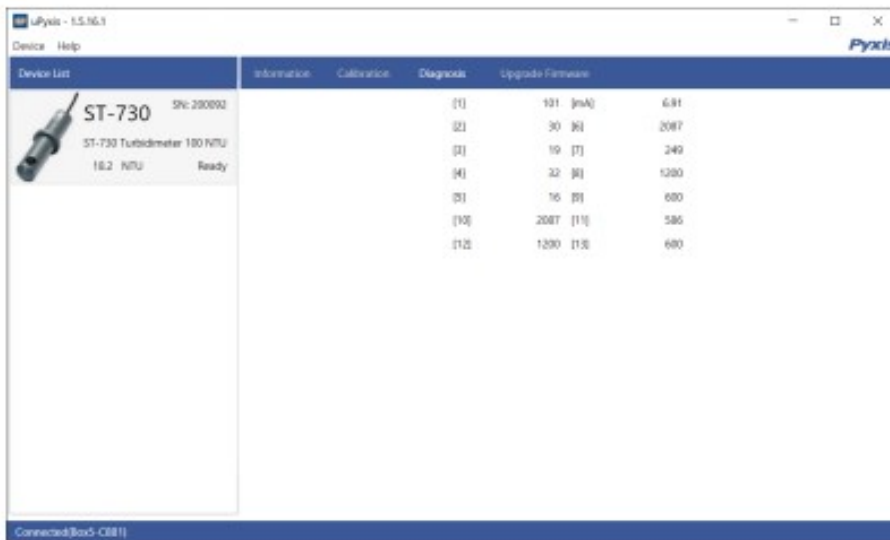 uPyxis - 1.5.16.1
Device Help
Pyxis
Device List Information Calibration Diagnosis Upgrade Firmware
ST-730 SN: 200092
ST-730 Turbidimeter 100 NTU
18.2 NTU Ready
[1] 101 [mA] 6.91
[2] 30 [6] 2087
[3] 19 [7] 249
[4] 32 [8] 1200
[5] 16 [9] 600
[10] 2087 [11] 586
[12] 1200 [13] 600